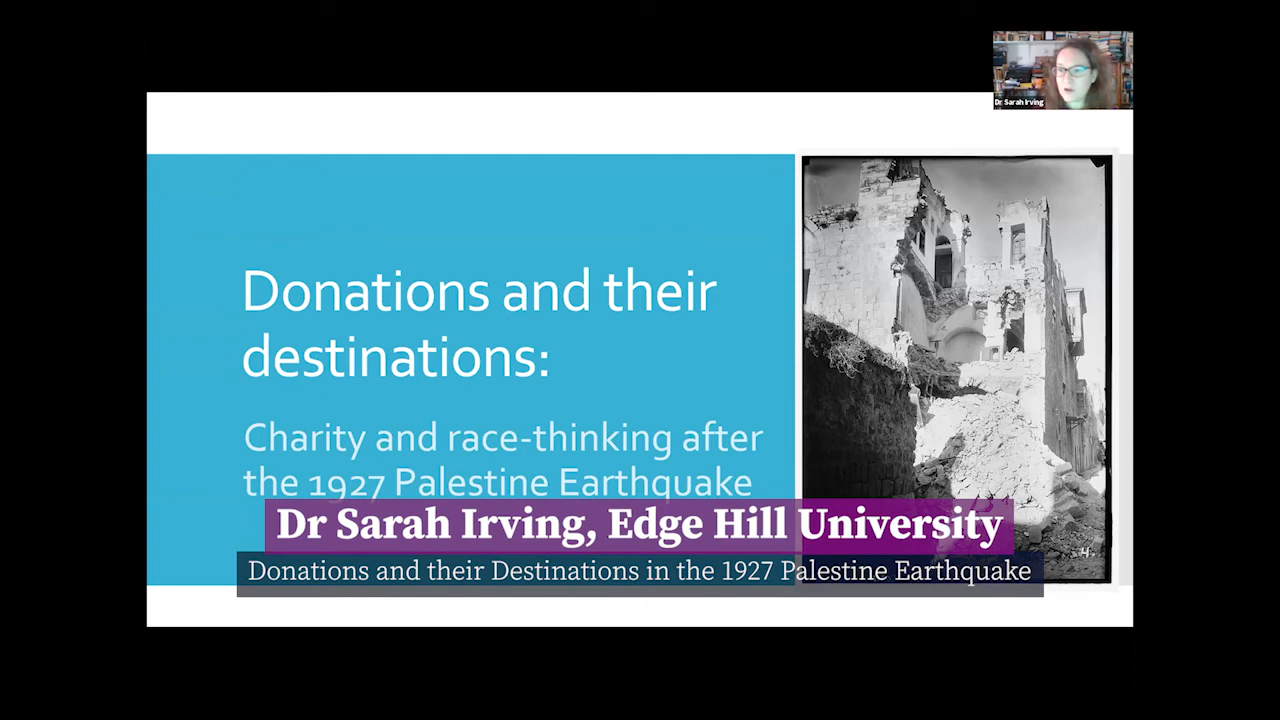 Dr Sarah Irving
Donations and their
destinations:
Charity and race-thinking after
the 1927 Palestine Earthquake
Dr Sarah Irving, Edge Hill University
Donations and their Destinations in the 1927 Palestine Earthquake
4.